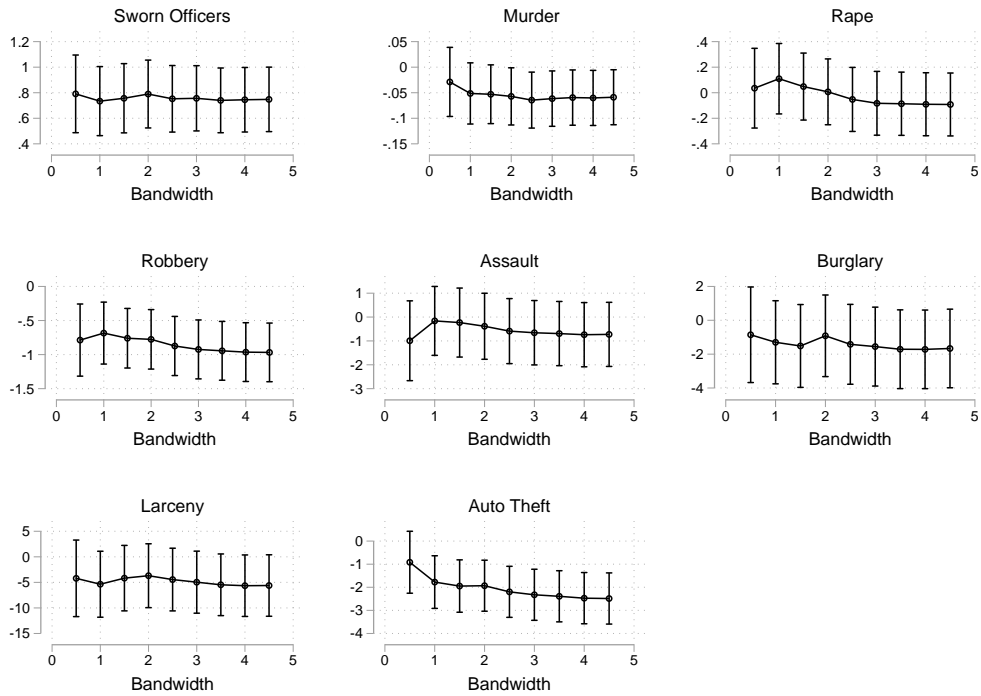 Sworn Officers
1.2
1
.8
.6
.4
0 1 2 3 4 5
Bandwidth
Murder
.05
0
-.05
-.1
-.15
0 1 2 3 4 5
Bandwidth
Rape
.4
.2
0
-.2
-.4
0 1 2 3 4 5
Bandwidth
Robbery
0
-.5
-1
-1.5
0 1 2 3 4 5
Bandwidth
Assault
1
0
-1
-2
-3
0 1 2 3 4 5
Bandwidth
Burglary
2
0
-2
-4
0 1 2 3 4 5
Bandwidth
Larceny
5
0
-5
-10
-15
0 1 2 3 4 5
Bandwidth
Auto Theft
0
-1
-2
-3
-4
0 1 2 3 4 5
Bandwidth